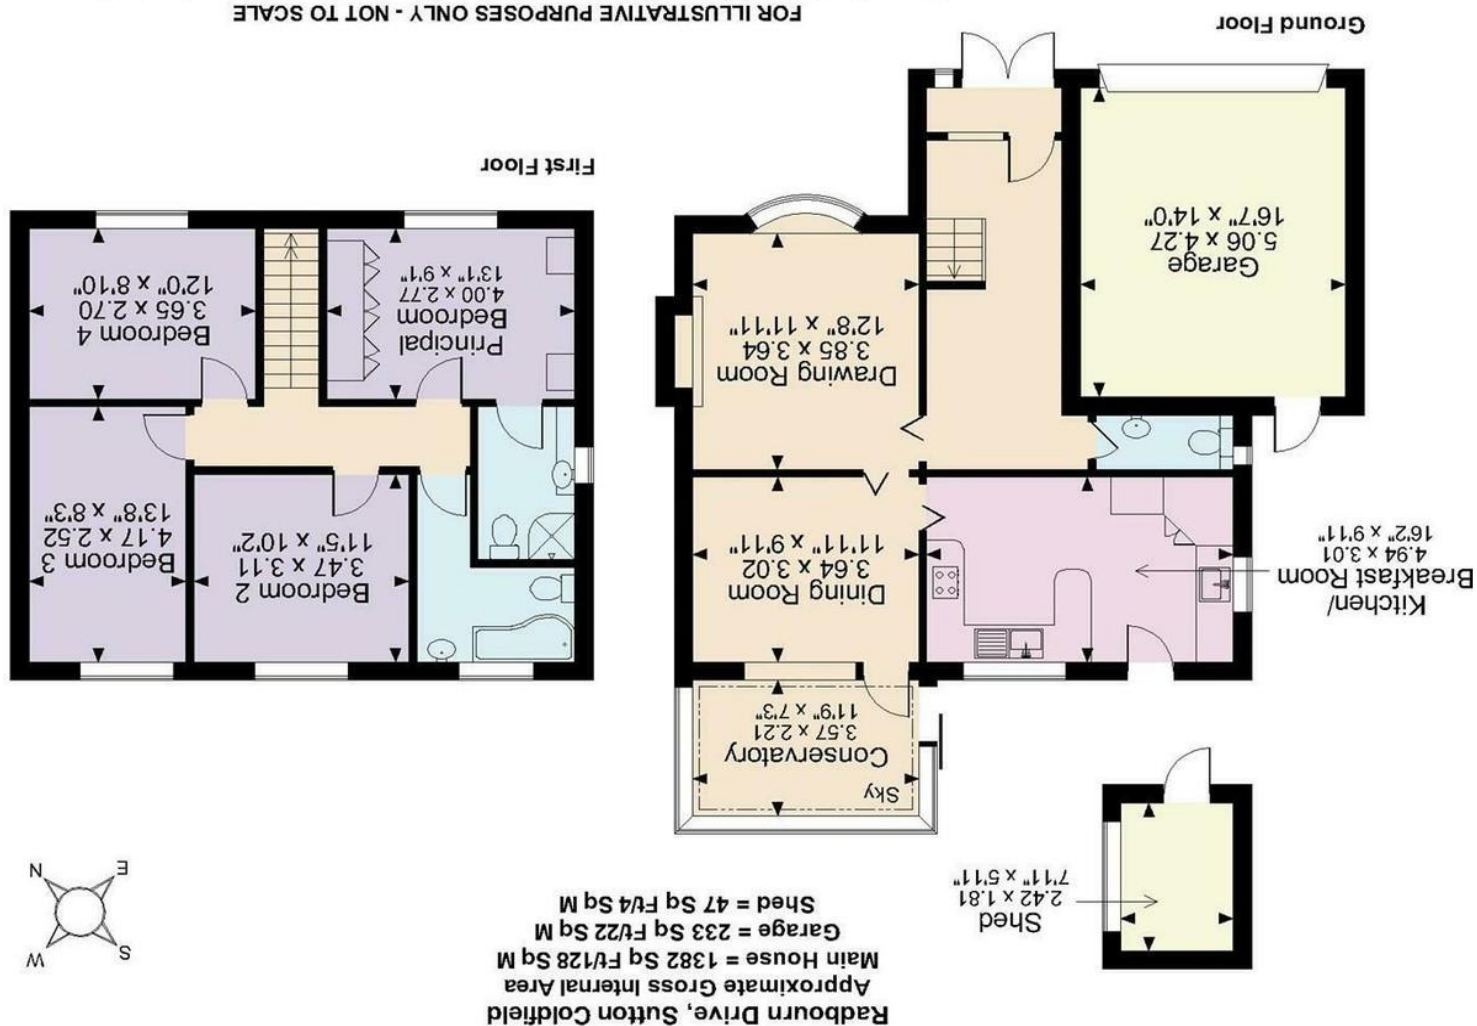 Radbourn Drive, Sutton Coldfield
Approximate Gross Internal Area
Main House = 1382 Sq Ft/128 Sq M
Garage = 233 Sq Ft/22 Sq M
Shed = 47 Sq Ft/4 Sq M
S
W
E
N
Shed
2.42 x 1.81
7'11" x 5'11"
Sky
Conservatory
3.57 x 2.21
11'9" x 7'3"
Kitchen/
Breakfast Room
4.94 x 3.01
16'2" x 9'11"
Dining Room
3.64 x 3.02
11'11" x 9'11"
Drawing Room
3.85 x 3.64
12'8" x 11'11"
Garage
5.06 x 4.27
16'7" x 14'0"
Ground Floor
Bedroom 2
3.47 x 3.11
11'5" x 10'2"
Bedroom 3
4.17 x 2.52
13'8" x 8'3"
Principal
Bedroom
4.00 x 2.77
13'1" x 9'1"
Bedroom 4
3.65 x 2.70
12'0" x 8'10"
First Floor
FOR ILLUSTRATIVE PURPOSES ONLY - NOT TO SCALE